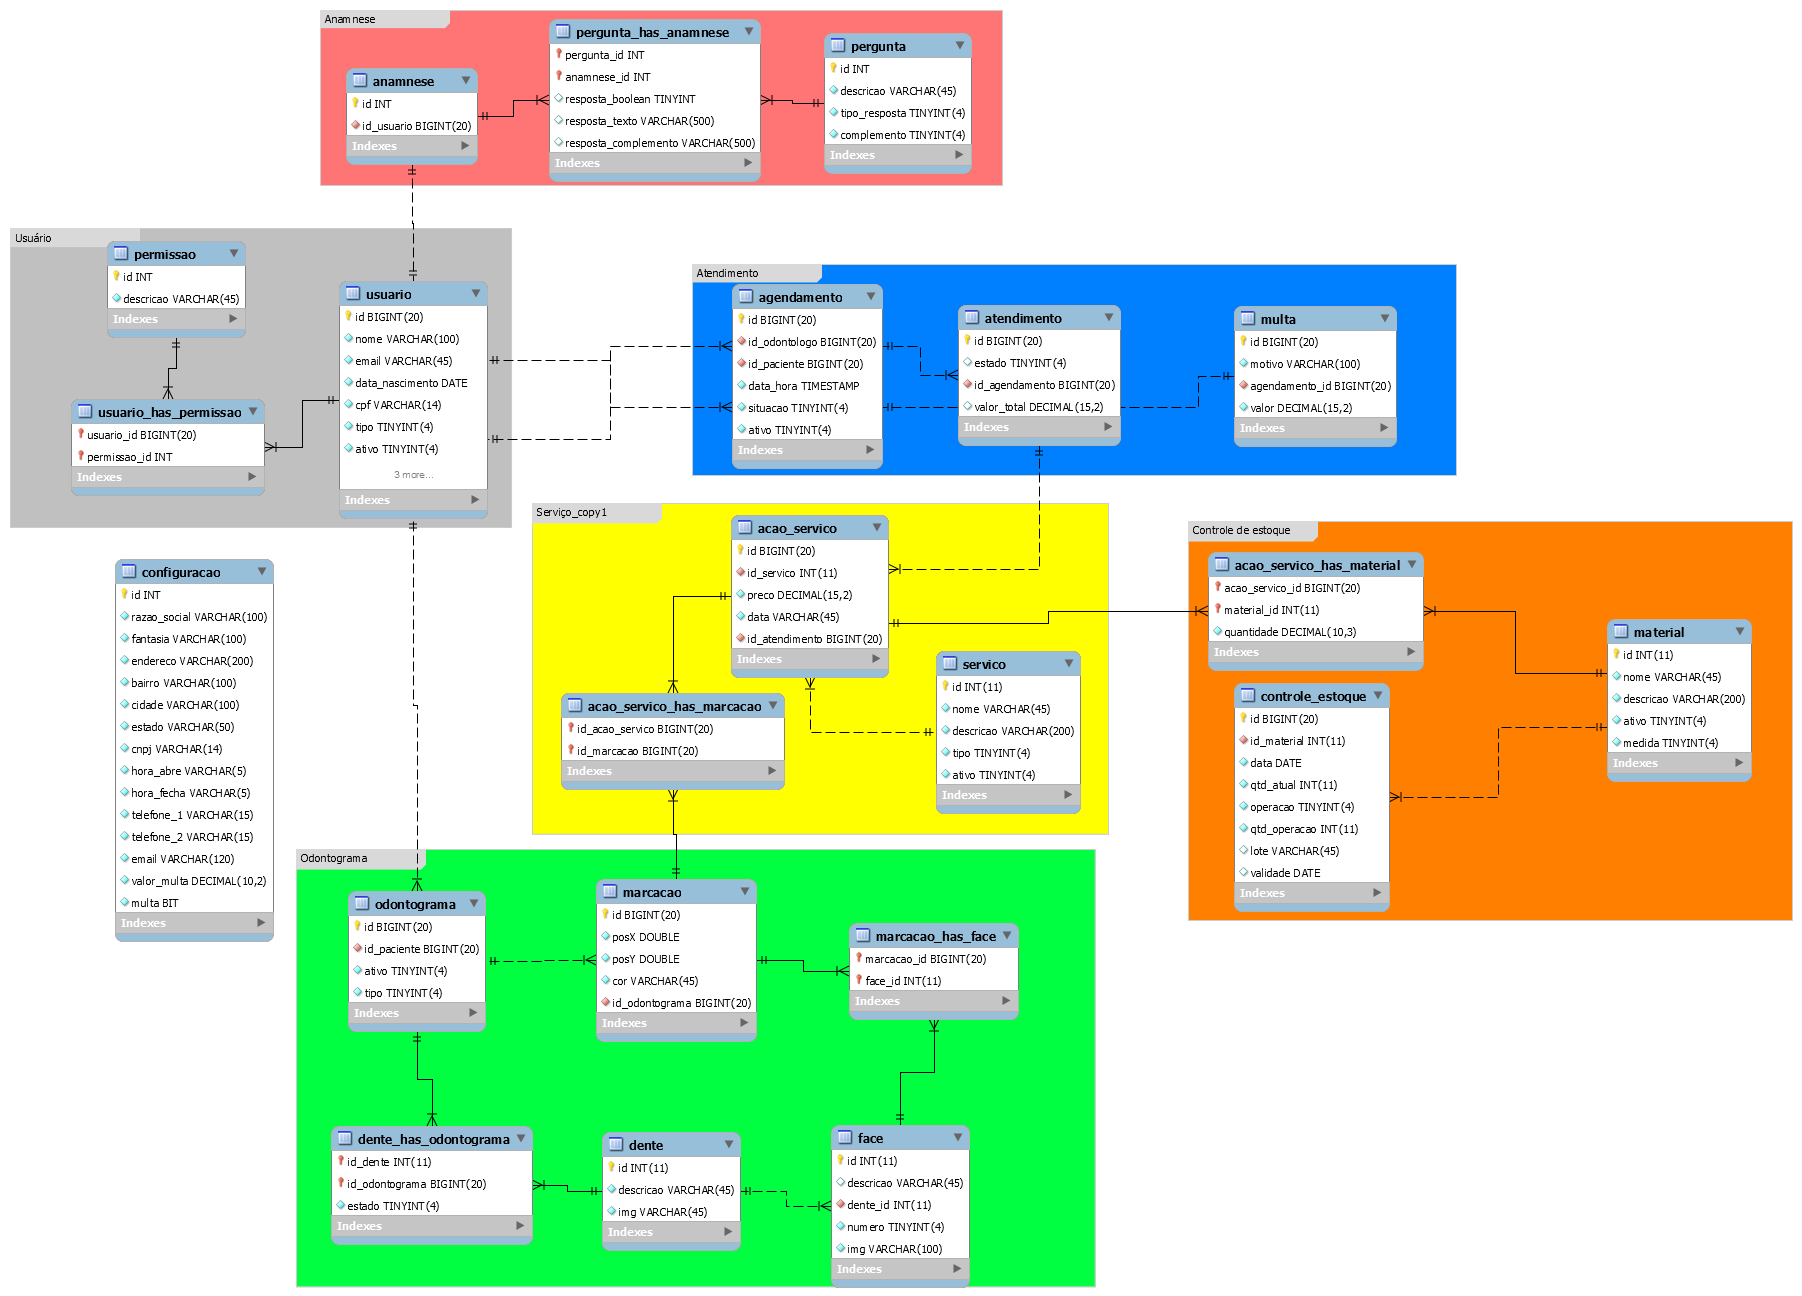 Anamnese
anamnese
id INT
id_usuario BIGINT(20)
Indexes
pergunta_has_anamnese
pergunta_id INT
anamnese_id INT
resposta_boolean TINYINT
resposta_texto VARCHAR(500)
resposta_complemento VARCHAR(500)
Indexes
pergunta
id INT
descricao VARCHAR(45)
tipo_resposta TINYINT(4)
complemento TINYINT(4)
Indexes
Usuário
permissao
id INT
descricao VARCHAR(45)
Indexes
usuario_has_permissao
usuario_id BIGINT(20)
permissao_id INT
Indexes
usuario
id BIGINT(20)
nome VARCHAR(100)
email VARCHAR(45)
data_nascimento DATE
cpf VARCHAR(14)
tipo TINYINT(4)
ativo TINYINT(4)
3 more...
Indexes
Atendimento
agendamento
id BIGINT(20)
id_odontologo BIGINT(20)
id_paciente BIGINT(20)
data_hora TIMESTAMP
situacao TINYINT(4)
ativo TINYINT(4)
Indexes
atendimento
id BIGINT(20)
estado TINYINT(4)
id_agendamento BIGINT(20)
valor_total DECIMAL(15,2)
Indexes
multa
id BIGINT(20)
motivo VARCHAR(100)
agendamento_id BIGINT(20)
valor DECIMAL(15,2)
Indexes
configuracao
id INT
razao_social VARCHAR(100)
fantasia VARCHAR(100)
endereco VARCHAR(200)
bairro VARCHAR(100)
cidade VARCHAR(100)
estado VARCHAR(50)
cnpj VARCHAR(14)
hora_abre VARCHAR(5)
hora_fecha VARCHAR(5)
telefone_1 VARCHAR(15)
telefone_2 VARCHAR(15)
email VARCHAR(120)
valor_multa DECIMAL(10,2)
multa BIT
Indexes
Serviço_copy1
acao_servico
id BIGINT(20)
id_servico INT(11)
preco DECIMAL(15,2)
data VARCHAR(45)
id_atendimento BIGINT(20)
Indexes
servico
id INT(11)
nome VARCHAR(45)
descricao VARCHAR(200)
tipo TINYINT(4)
ativo TINYINT(4)
Indexes
acao_servico_has_marcacao
id_acao_servico BIGINT(20)
id_marcacao BIGINT(20)
Indexes
Controle de estoque
acao_servico_has_material
acao_servico_id BIGINT(20)
material_id INT(11)
quantidade DECIMAL(10,3)
Indexes
material
id INT(11)
nome VARCHAR(45)
descricao VARCHAR(200)
ativo TINYINT(4)
medida TINYINT(4)
Indexes
controle_estoque
id BIGINT(20)
id_material INT(11)
data DATE
qtd_atual INT(11)
operacao TINYINT(4)
qtd_operacao INT(11)
lote VARCHAR(45)
validade DATE
Indexes
Odontograma
odontograma
id BIGINT(20)
id_paciente BIGINT(20)
ativo TINYINT(4)
tipo TINYINT(4)
Indexes
marcacao
id BIGINT(20)
posX DOUBLE
posY DOUBLE
cor VARCHAR(45)
id_odontograma BIGINT(20)
Indexes
marcacao_has_face
marcacao_id BIGINT(20)
face_id INT(11)
Indexes
dente_has_odontograma
id_dente INT(11)
id_odontograma BIGINT(20)
estado TINYINT(4)
Indexes
dente
id INT(11)
descricao VARCHAR(45)
img VARCHAR(45)
Indexes
face
id INT(11)
descricao VARCHAR(45)
dente_id INT(11)
numero TINYINT(4)
img VARCHAR(100)
Indexes